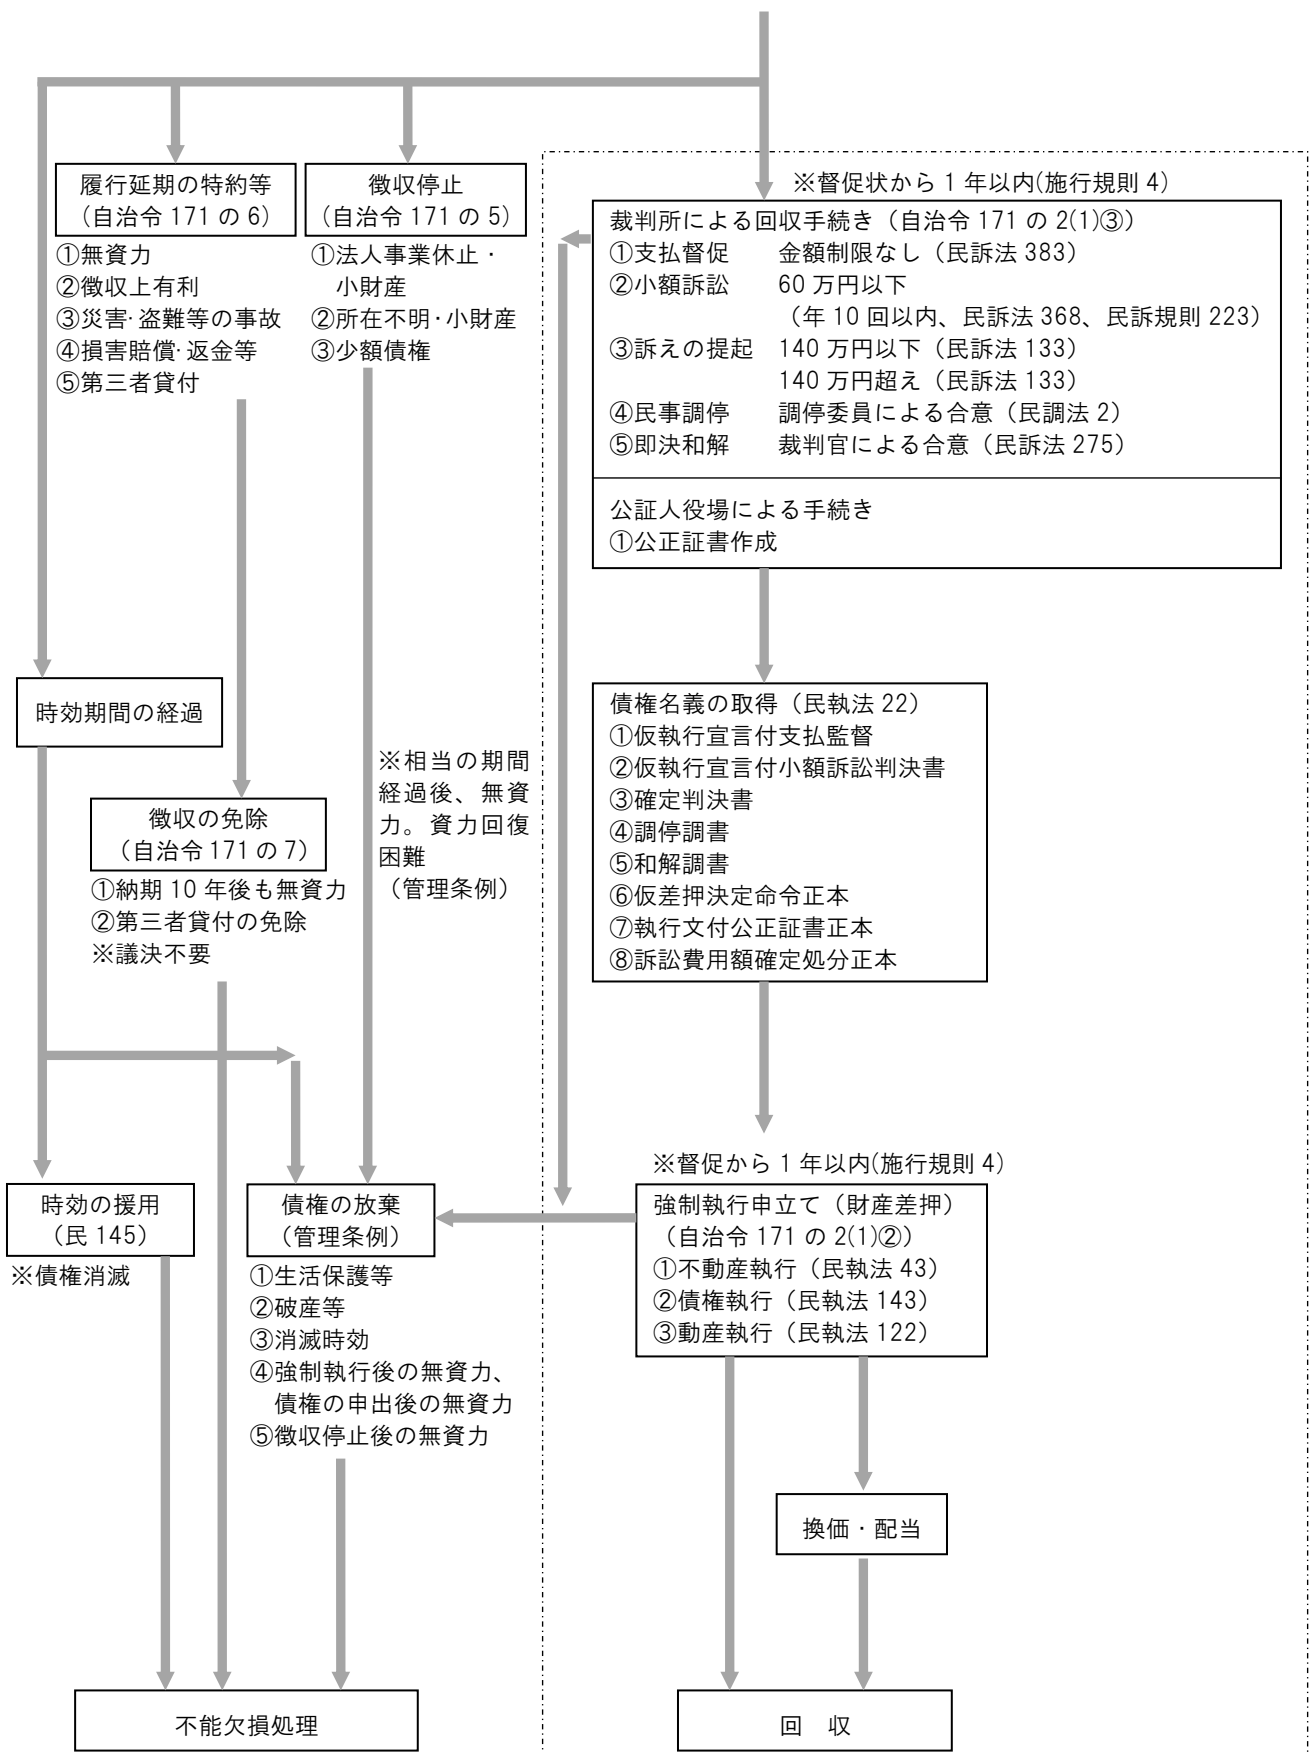 履行延期の特約等
（自治令 171 の 6）
①無資力
②徴収上有利
③災害･盗難等の事故
④損害賠償･返金等
⑤第三者貸付
徴収停止
（自治令 171 の 5）
①法人事業休止・
小財産
②所在不明･小財産
③少額債権
※督促状から 1 年以内(施行規則 4)
裁判所による回収手続き（自治令 171 の 2(1)③）
①支払督促　金額制限なし（民訴法 383）
②小額訴訟　60 万円以下
（年 10 回以内、民訴法 368、民訴規則 223）
③訴えの提起　140 万円以下（民訴法 133）
140 万円超え（民訴法 133）
④民事調停　調停委員による合意（民調法 2）
⑤即決和解　裁判官による合意（民訴法 275）
公証人役場による手続き
①公正証書作成
時効期間の経過
※相当の期間
経過後、無資
力。資力回復
困難
（管理条例）
徴収の免除
（自治令 171 の 7）
①納期 10 年後も無資力
②第三者貸付の免除
※議決不要
債権名義の取得（民執法 22）
①仮執行宣言付支払監督
②仮執行宣言付小額訴訟判決書
③確定判決書
④調停調書
⑤和解調書
⑥仮差押決定命令正本
⑦執行文付公正証書正本
⑧訴訟費用額確定処分正本
時効の援用
（民 145）
※債権消滅
債権の放棄
（管理条例）
①生活保護等
②破産等
③消滅時効
④強制執行後の無資力、
債権の申出後の無資力
⑤徴収停止後の無資力
※督促から 1 年以内(施行規則 4)
強制執行申立て（財産差押）
（自治令 171 の 2(1)②）
①不動産執行（民執法 43）
②債権執行（民執法 143）
③動産執行（民執法 122）
換価・配当
不能欠損処理
回　収